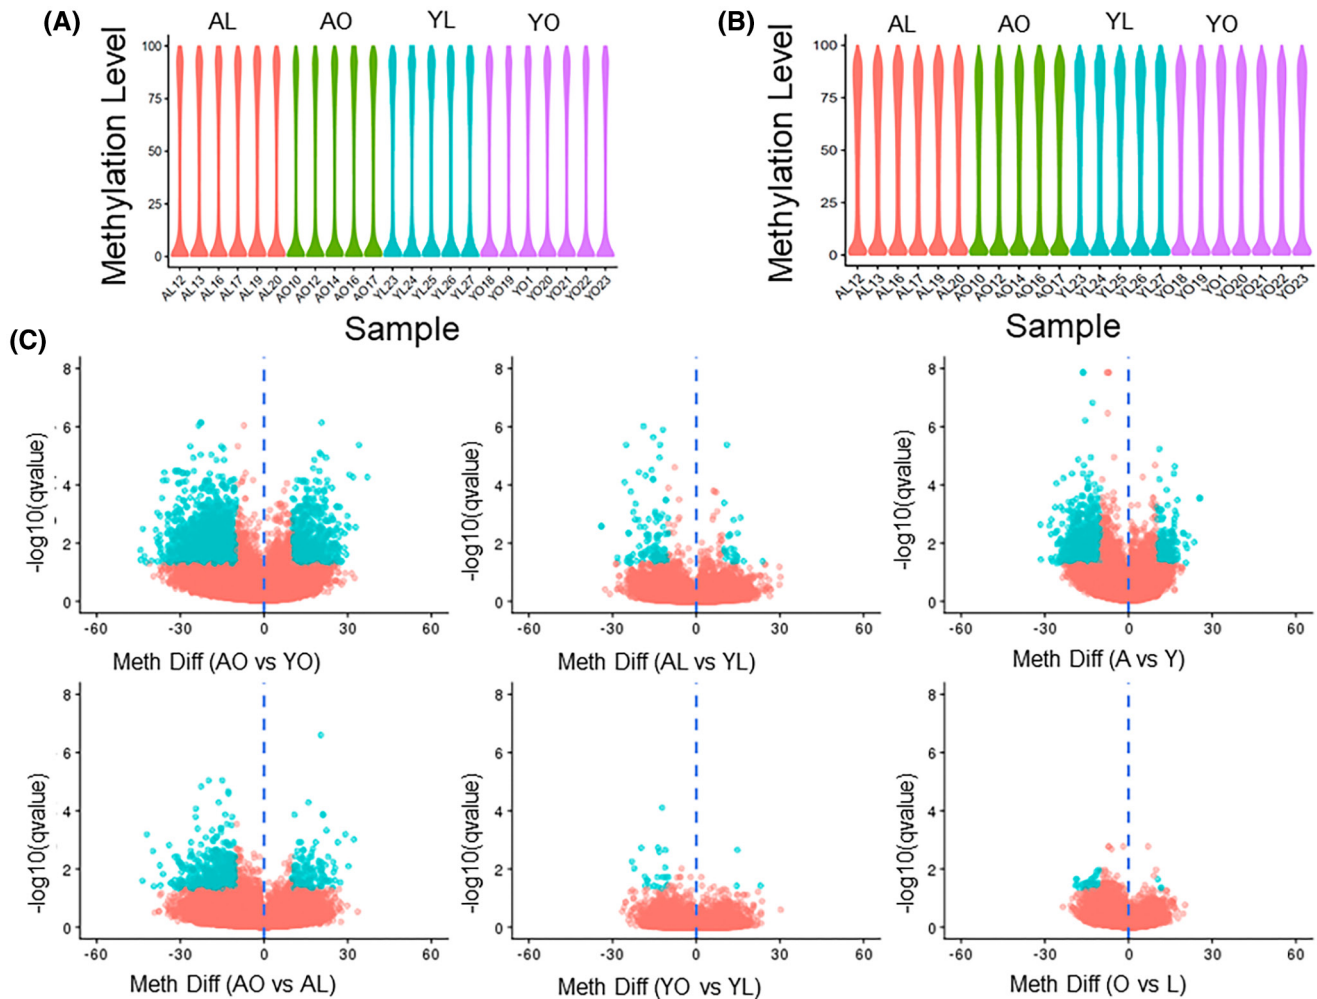 (A)
AL AO YL YO
Methylation Level
100
75
50
25
0
AL12 AL13 AL16 AL17 AL19 AL20 AO10 AO12 AO14 AO16 AO17 YL23 YL24 YL25 YL26 YL27 YO18 YO19 YO1 YO20 YO21 YO22 YO23
Sample
(B)
AL AO YL YO
Methylation Level
100
75
50
25
0
AL12 AL13 AL16 AL17 AL19 AL20 AO10 AO12 AO14 AO16 AO17 YL23 YL24 YL25 YL26 YL27 YO18 YO19 YO1 YO20 YO21 YO22 YO23
Sample
(C)
-log10(qvalue)
8
6
4
2
0
-60 -30 0 30 60
Meth Diff (AO vs YO)
-log10(qvalue)
8
6
4
2
0
-60 -30 0 30 60
Meth Diff (AL vs YL)
-log10(qvalue)
8
6
4
2
0
-60 -30 0 30 60
Meth Diff (A vs Y)
-log10(qvalue)
8
6
4
2
0
-60 -30 0 30 60
Meth Diff (AO vs AL)
-log10(qvalue)
8
6
4
2
0
-60 -30 0 30 60
Meth Diff (YO vs YL)
-log10(qvalue)
8
6
4
2
0
-60 -30 0 30 60
Meth Diff (O vs L)